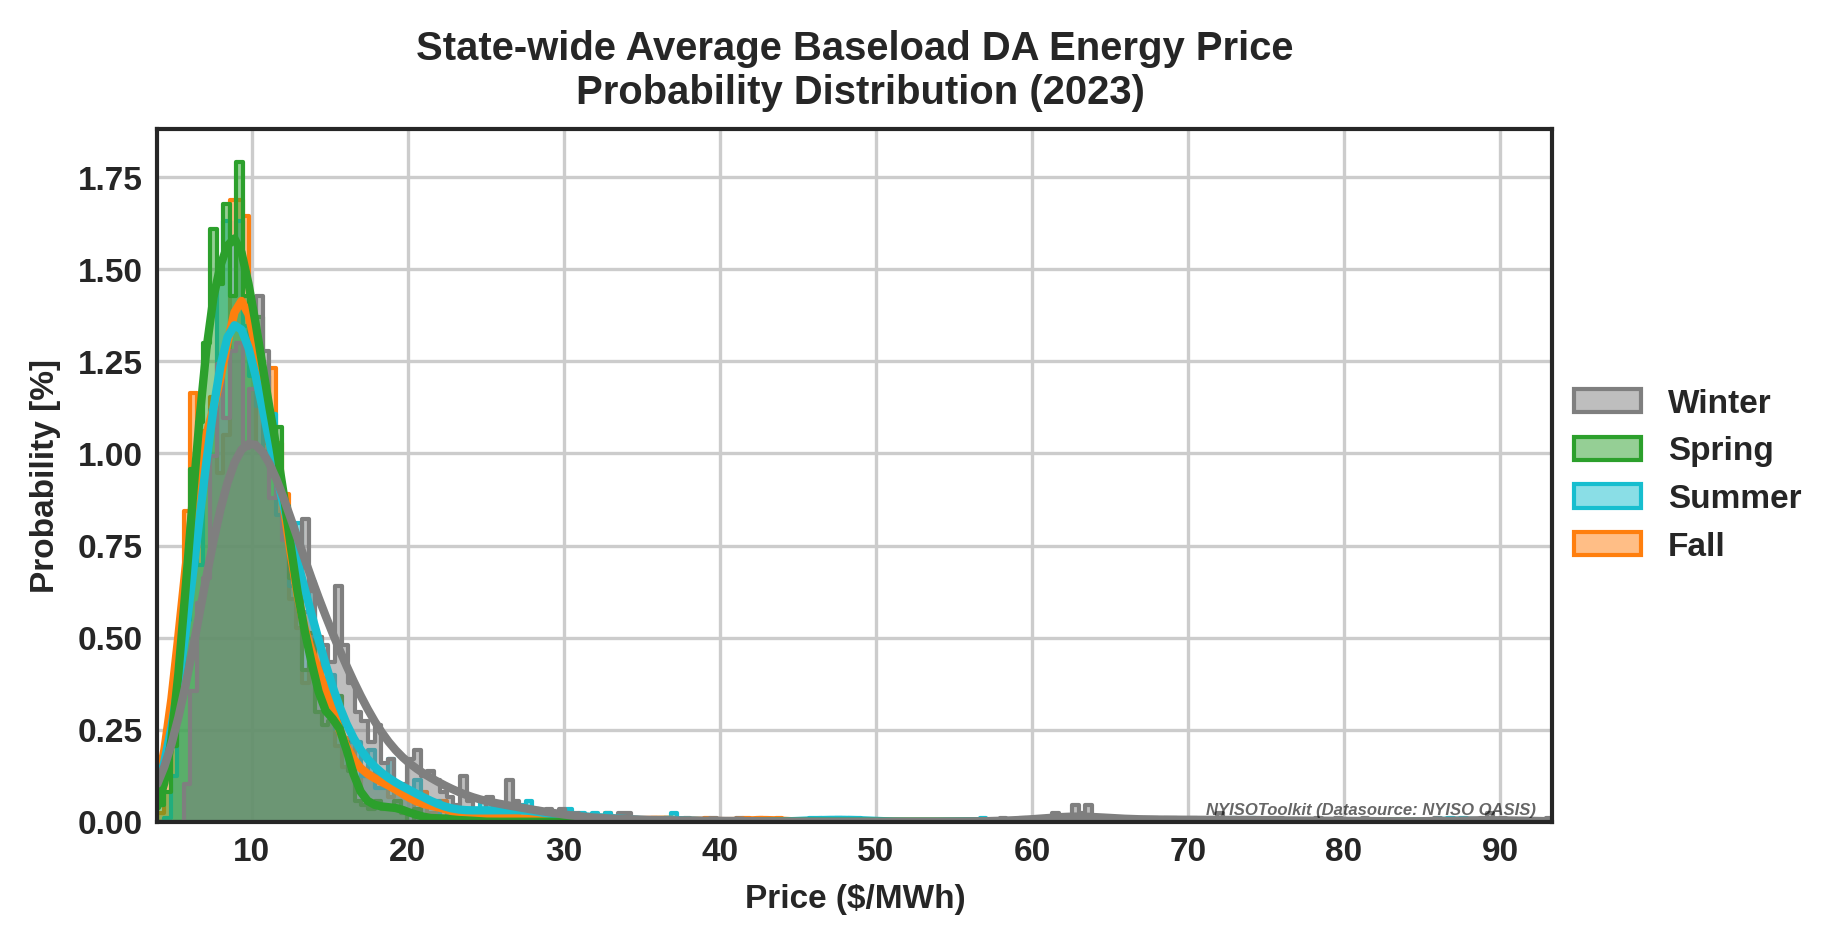 State-wide Average Baseload DA Energy Price
Probability Distribution (2023)
Probability [%]
1.75
1.50
1.25
1.00
0.75
0.50
0.25
0.00
10 20 30 40 50 60 70 80 90
Price ($/MWh)
NYISOToolkit (Datasource: NYISO OASIS)
Winter
Spring
Summer
Fall